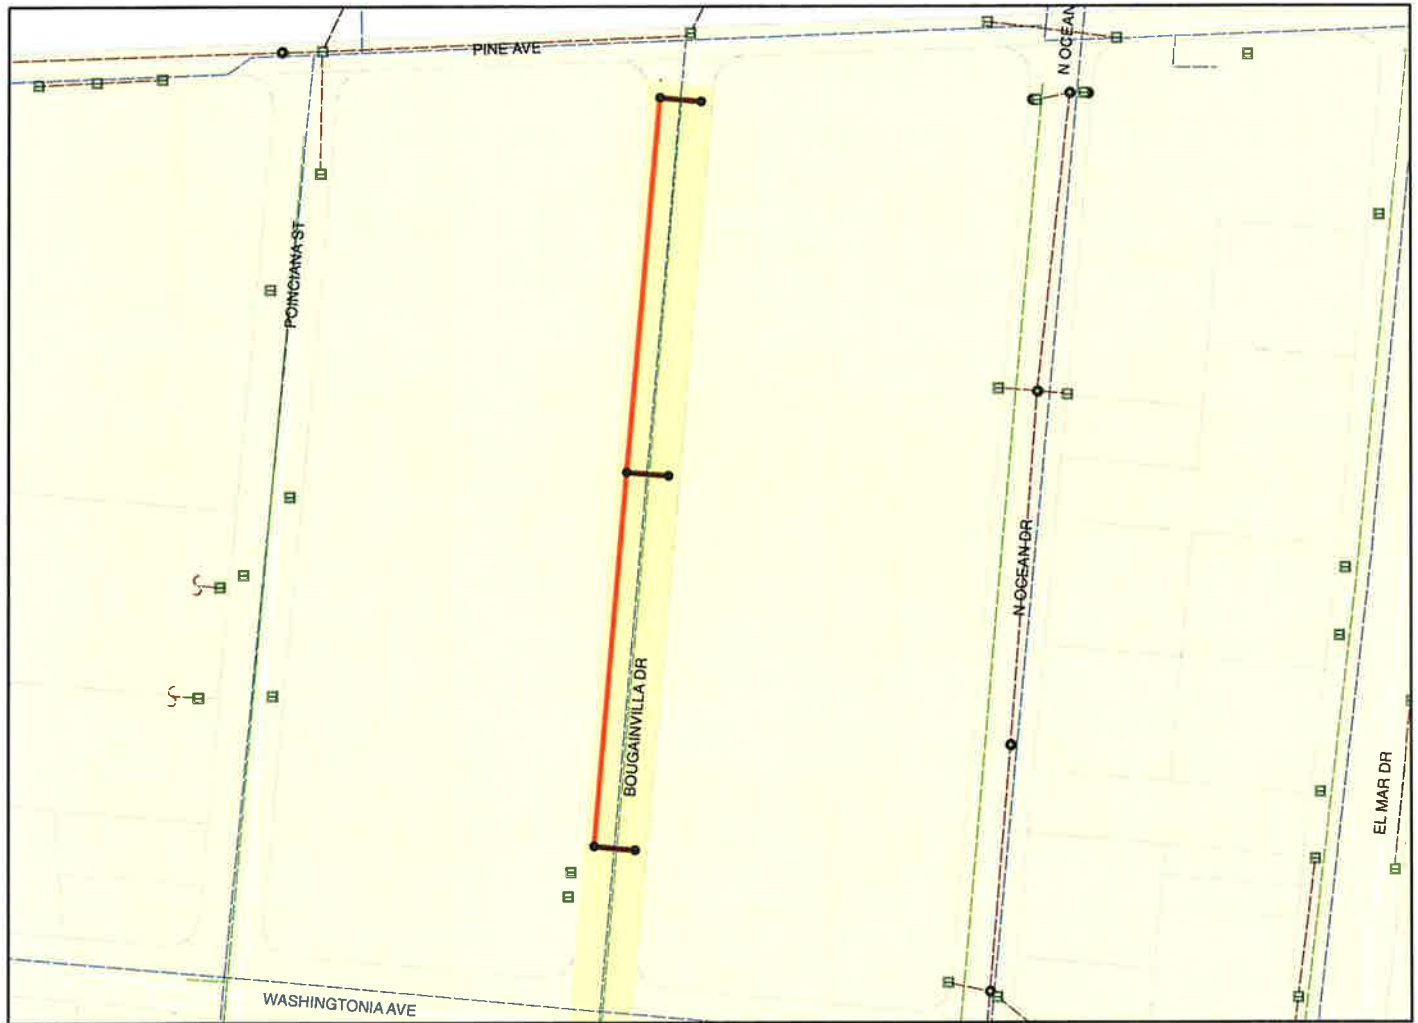 PINE AVE
N OCEAN
POINCIANA ST
N OCEAN DR
BOUGAINVILLA DR
EL MAR DR
WASHINGTONIA AVE